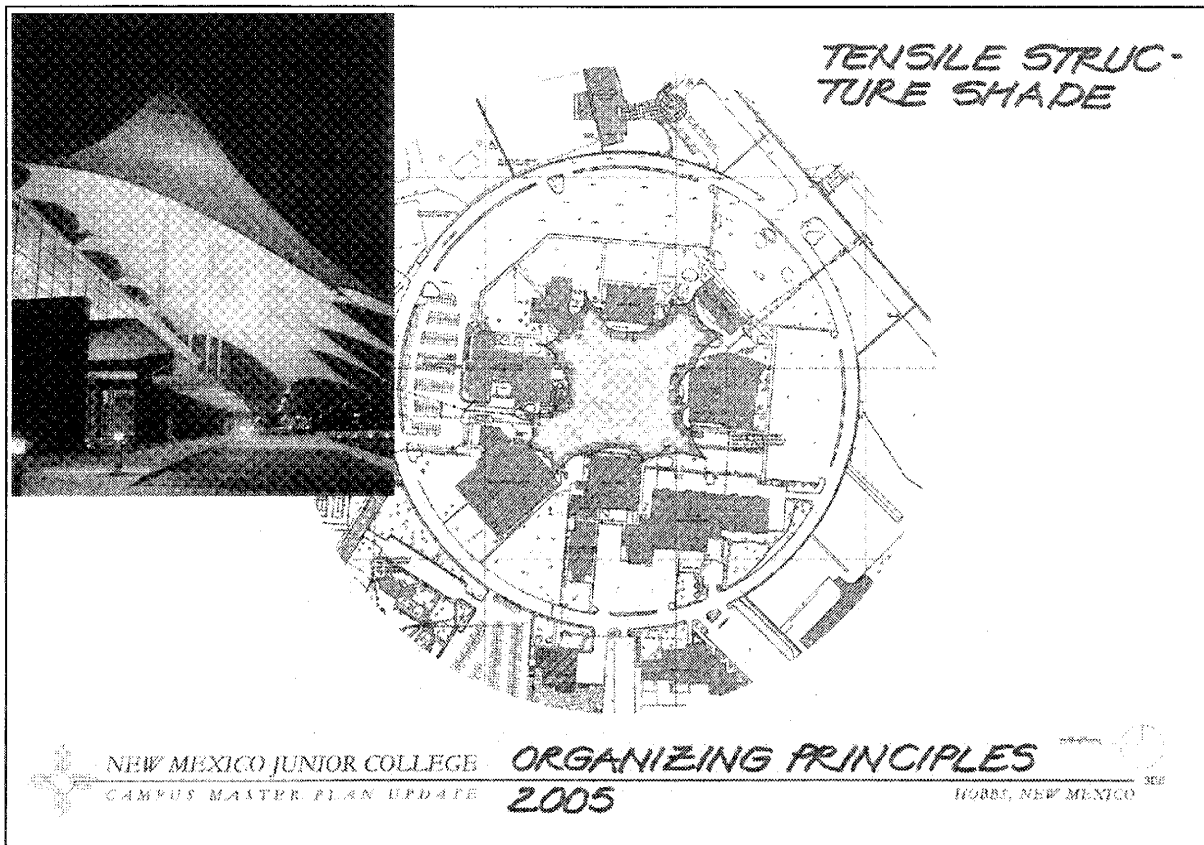 TENSILE STRUC-
TURE SHADE
NEW MEXICO JUNIOR COLLEGE
CAMPUS MASTER PLAN UPDATE
ORGANIZING PRINCIPLES
2005
HOBBS, NEW MEXICO